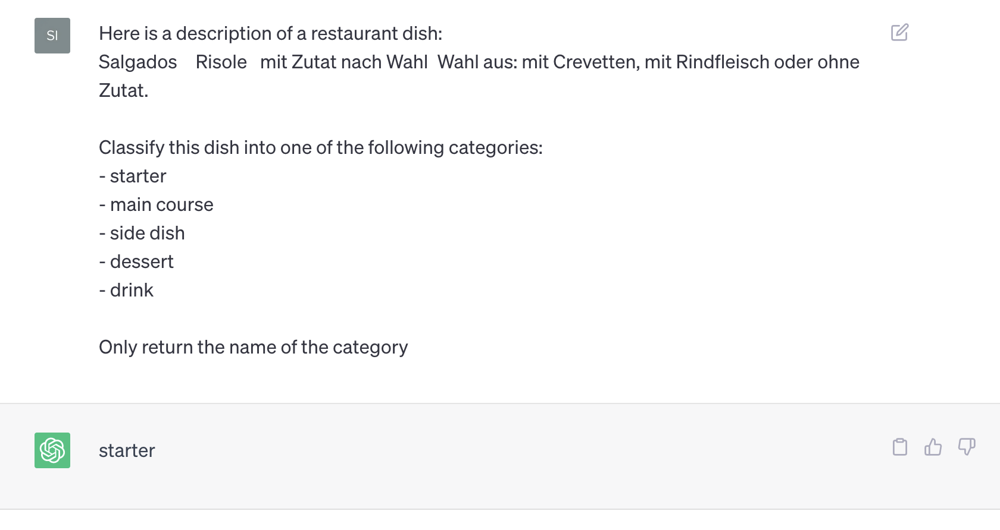 SI
Here is a description of a restaurant dish:
Salgados Risole mit Zutat nach Wahl Wahl aus: mit Crevetten, mit Rindfleisch oder ohne
Zutat.
Classify this dish into one of the following categories:
- starter
- main course
- side dish
- dessert
- drink
Only return the name of the category
starter